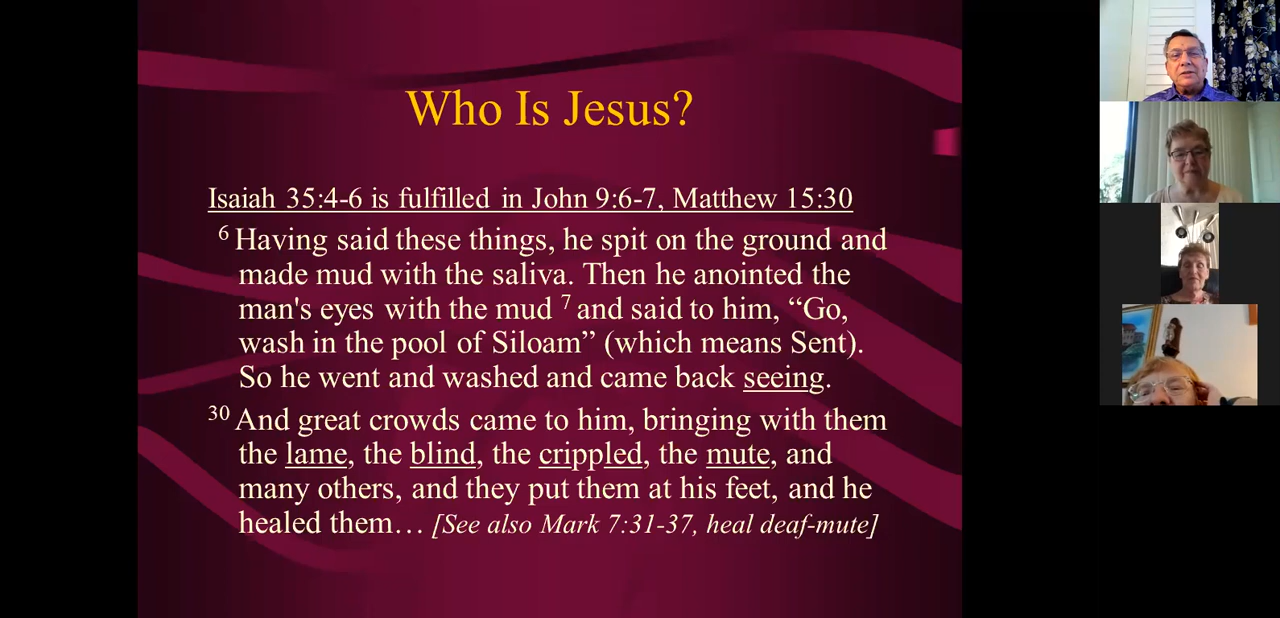 Who Is Jesus?
Isaiah 35:4-6 is fulfilled in John 9:6-7, Matthew 15:30
6 Having said these things, he spit on the ground and
made mud with the saliva. Then he anointed the
man's eyes with the mud 7 and said to him, “Go,
wash in the pool of Siloam” (which means Sent).
So he went and washed and came back seeing.
30 And great crowds came to him, bringing with them
the lame, the blind, the crippled, the mute, and
many others, and they put them at his feet, and he
healed them… [See also Mark 7:31-37, heal deaf-mute]